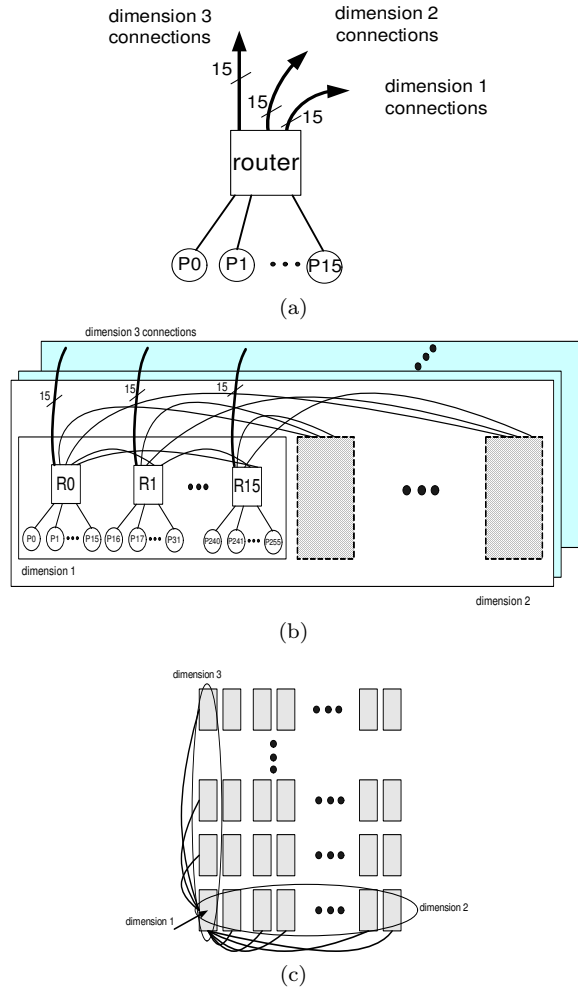 dimension 3
connections
dimension 2
connections
dimension 1
connections
15
15
15
router
P0
P1
P15
(a)
dimension 3 connections
15
15
15
R0
R1
R15
P0
P1
P15
P16
P17
P31
P240
P241
P255
dimension 1
dimension 2
(b)
dimension 3
dimension 1
dimension 2
(c)